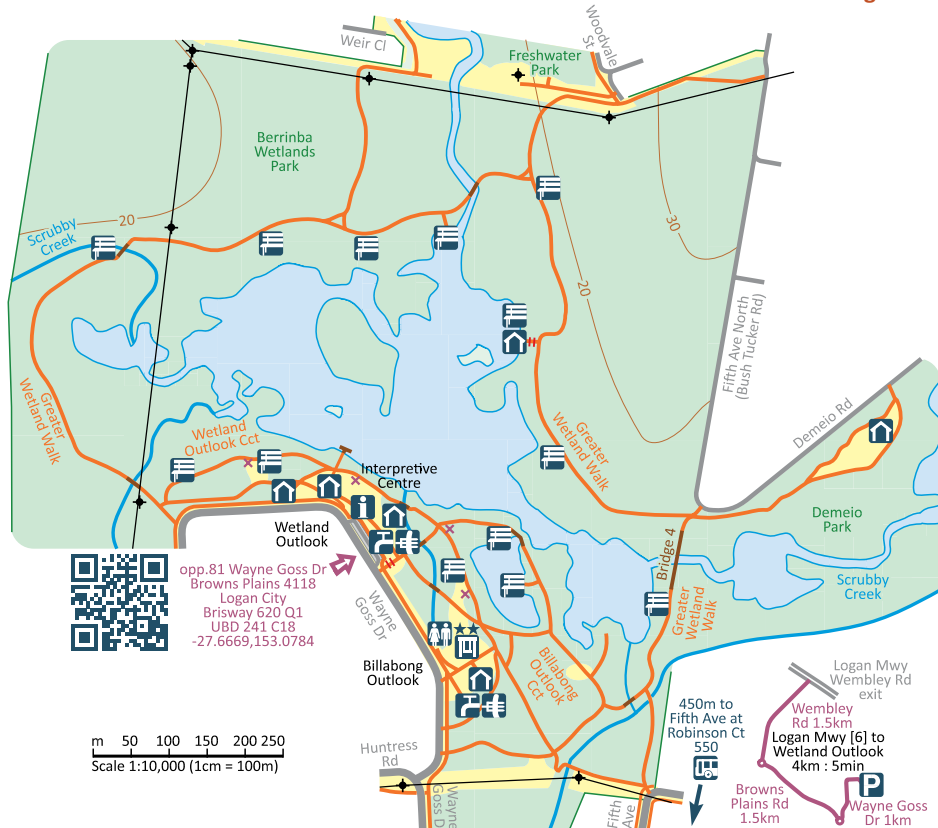 Weir Cl
Woodvale
St
Freshwater
Park
Berrinba
Wetlands
Park
20
30
Scrubby
Creek
20
Fifth Ave North
(Bush Tucker Rd)
Greater
Wetland Walk
Wetland
Outlook Cct
Greater
Wetland Walk
Demeio Rd
Interpretive
Centre
i
Wetland
Outlook
Demeio
Park
Bridge 4
Scrubby
Creek
opp.81 Wayne Goss Dr
Browns Plains 4118
Logan City
Brisway 620 Q1
UBD 241 C18
-27.6669,153.0784
Wayne
Goss Dr
Greater
Wetland
Walk
Billabong
Outlook
Billabong
Outlook
Cct
450m to
Fifth Ave at
Robinson Ct
550
Logan Mwy
Wembley Rd
exit
Wembley
Rd 1.5km
Logan Mwy [6] to
Wetland Outlook
4km : 5min
Browns
Plains Rd
1.5km
P
Wayne Goss
Dr 1km
m 50 100 150 200 250
Scale 1:10,000 (1cm = 100m)
Huntress
Rd
Wayne
Goss D
Fifth
Ave